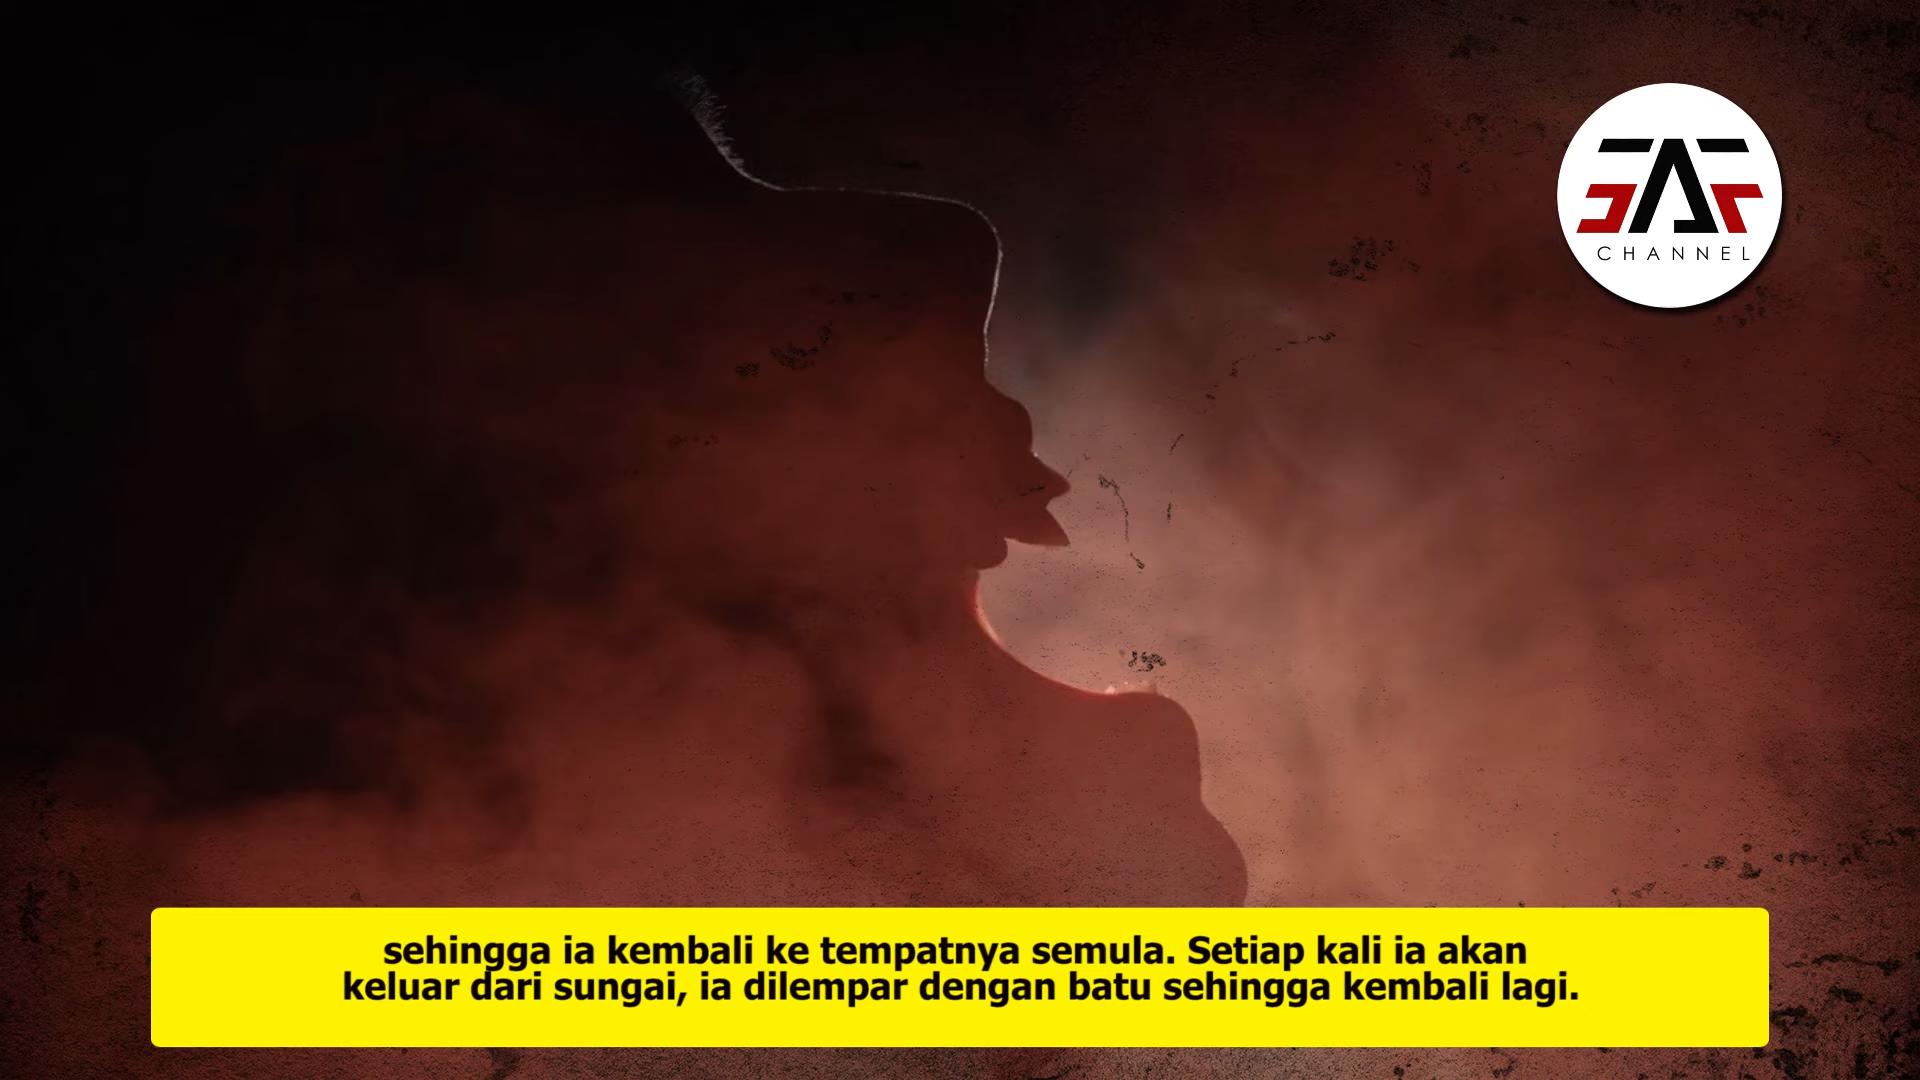 CHANNEL
sehingga ia kembali ke tempatnya semula. Setiap kali ia akan
keluar dari sungai, ia dilempar dengan batu sehingga kembali lagi.